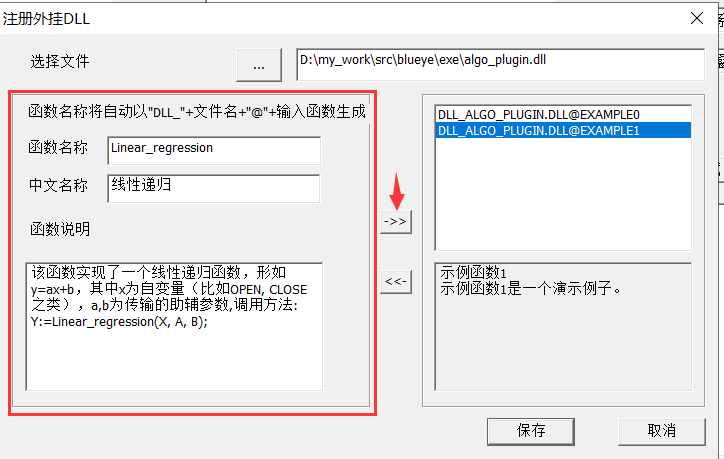 注册外挂DLL
选择文件
...
D:\my_work\src\blueye\exe\algo_plugin.dll
函数名称将自动以"DLL_"+文件名+"@"+输入函数生成
函数名称
Linear_regression
中文名称
线性递归
函数说明
该函数实现了一个线性递归函数，形如
y=ax+b，其中x为自变量（比如OPEN, CLOSE
之类），a,b为传输的助辅参数,调用方法:
Y:=Linear_regression(X, A, B);
->>
<<-
DLL_ALGO_PLUGIN.DLL@EXAMPLE0
DLL_ALGO_PLUGIN.DLL@EXAMPLE1
示例函数1
示例函数1是一个演示例子。
保存
取消